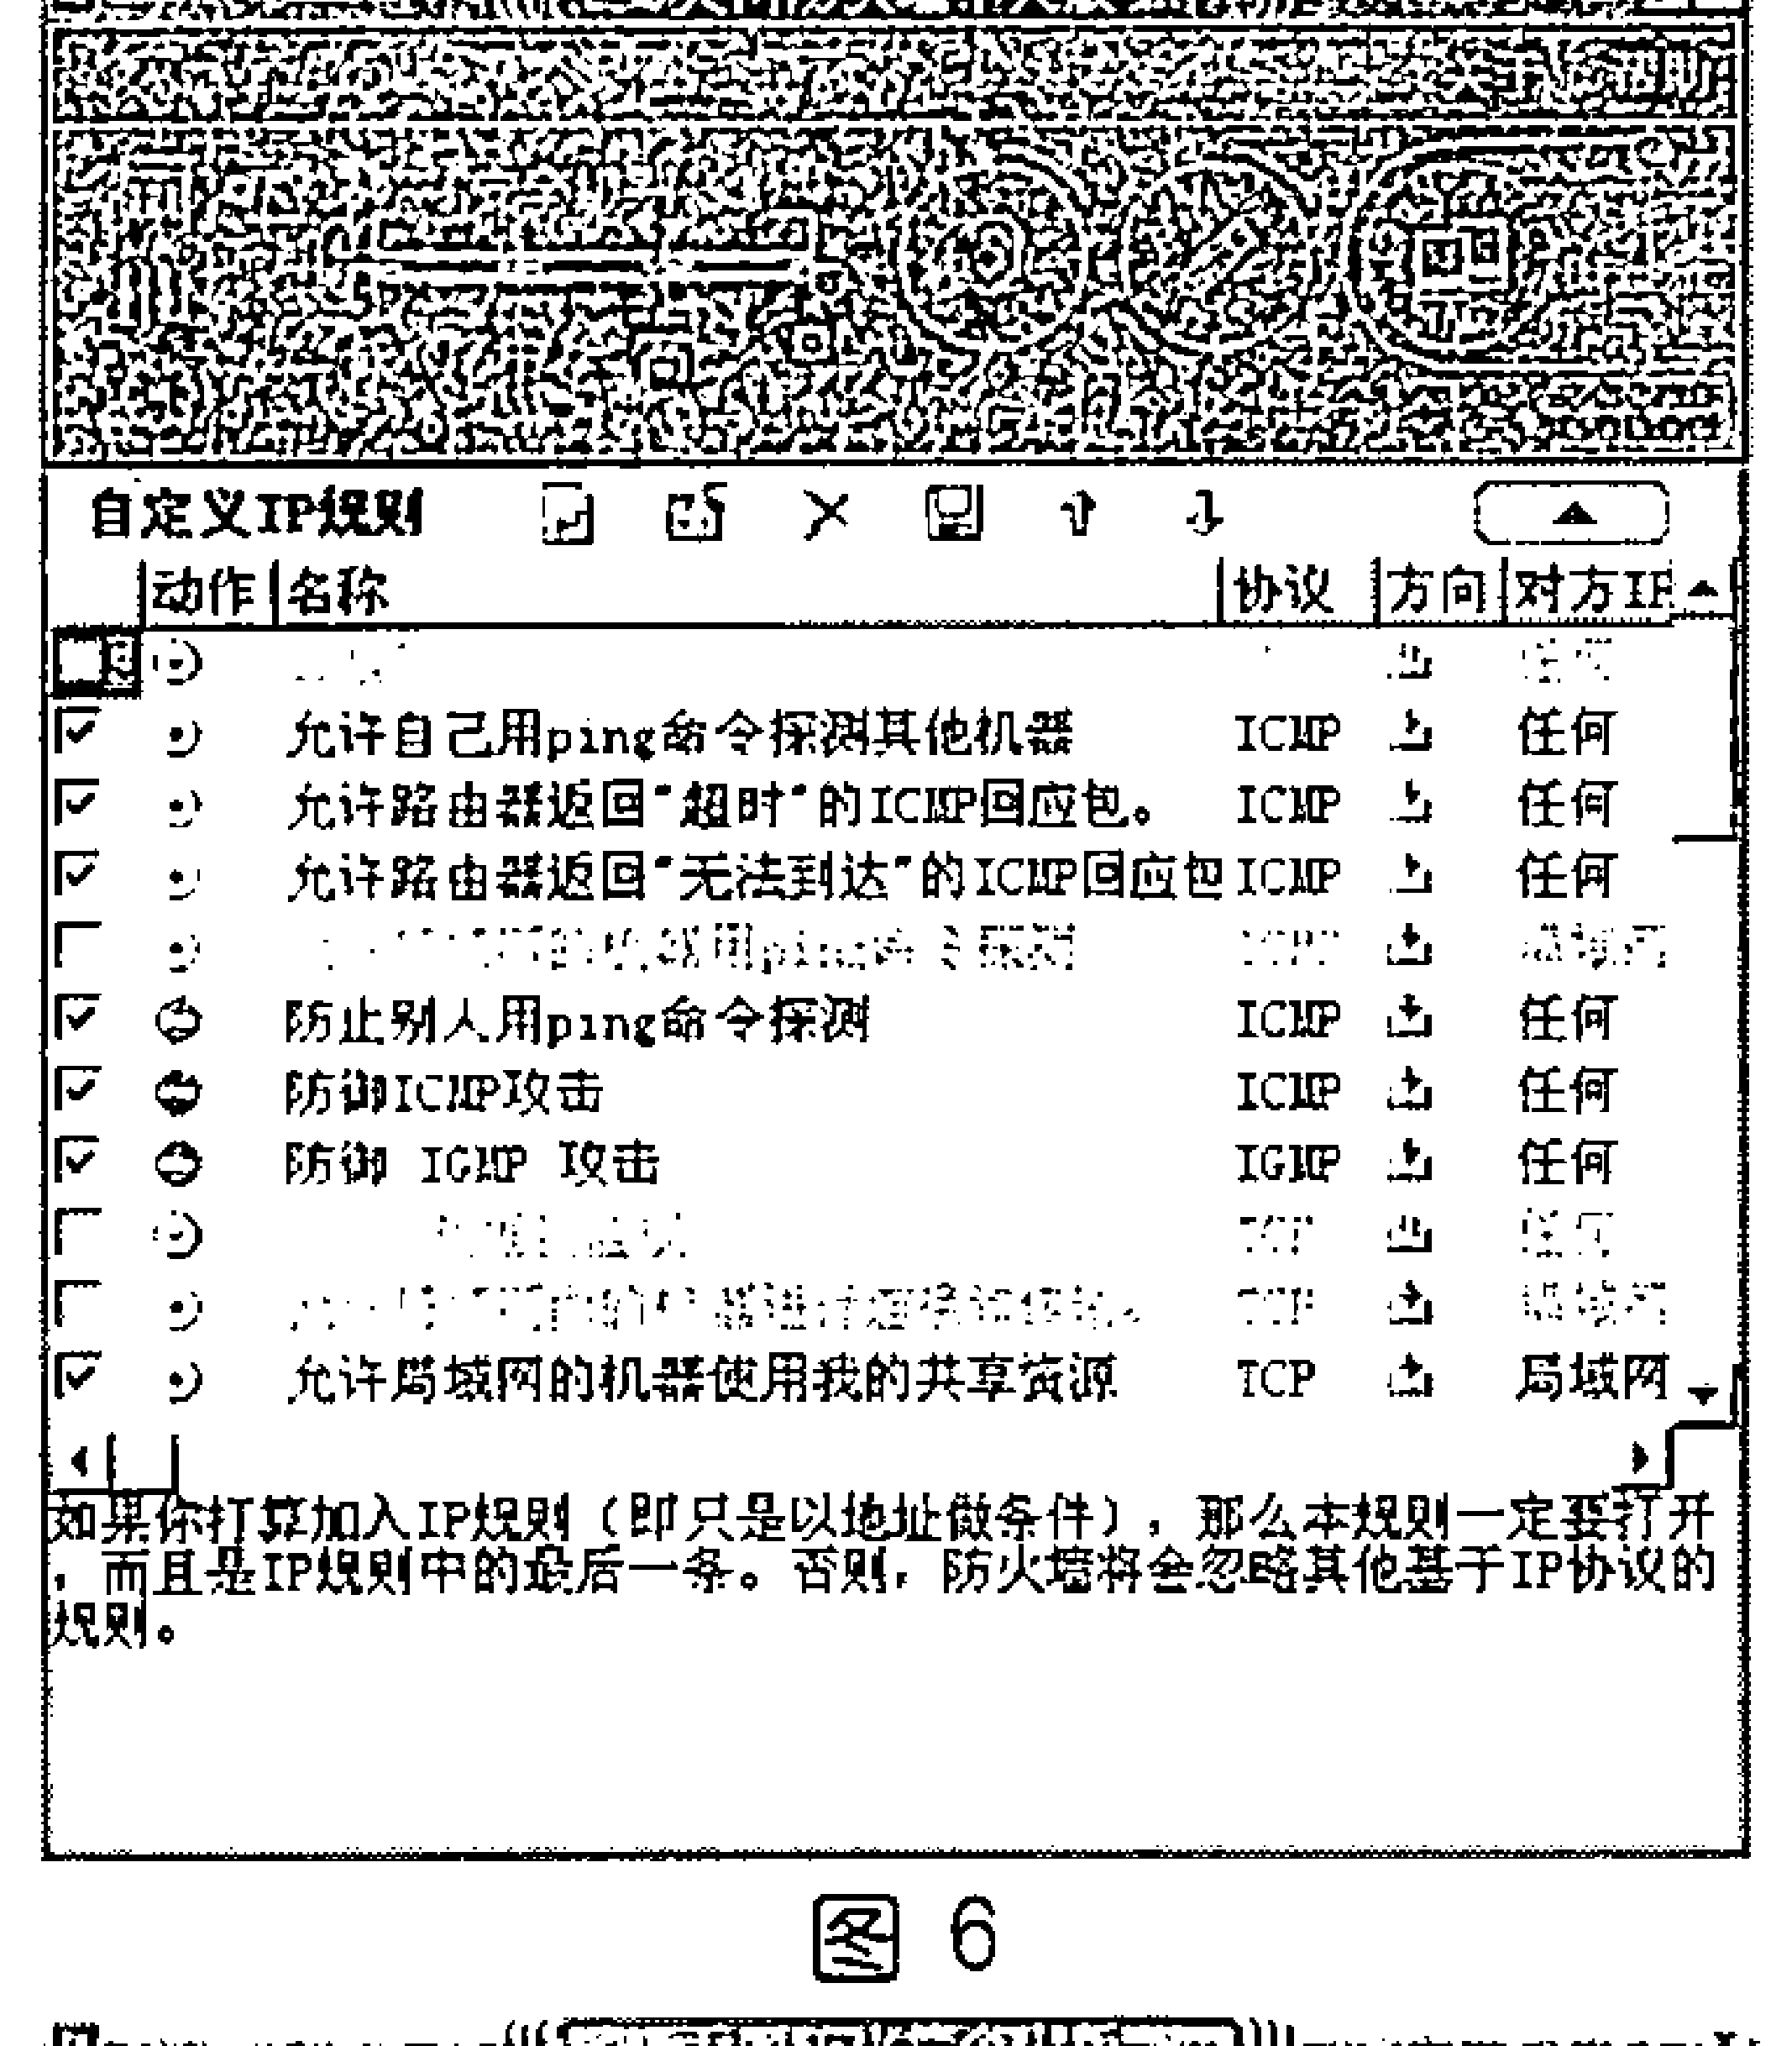 自定义IP规则
动作 名称 协议 方向 对方IP
允许自己用ping命令探测其他机器 ICMP 任何
允许路由器返回"超时"的ICMP回应包。 ICMP 任何
允许路由器返回"无法到达"的ICMP回应包 ICMP 任何
防止别人用ping命令探测 ICMP 任何
防御ICMP攻击 ICMP 任何
防御 IGMP 攻击 IGMP 任何
允许局域网的机器使用我的共享资源 TCP 局域网
如果你打算加入IP规则（即只是以地址做条件），那么本规则一定要打开
，而且是IP规则中的最后一条。否则，防火墙将会忽略其他基于IP协议的
规则。
图 6